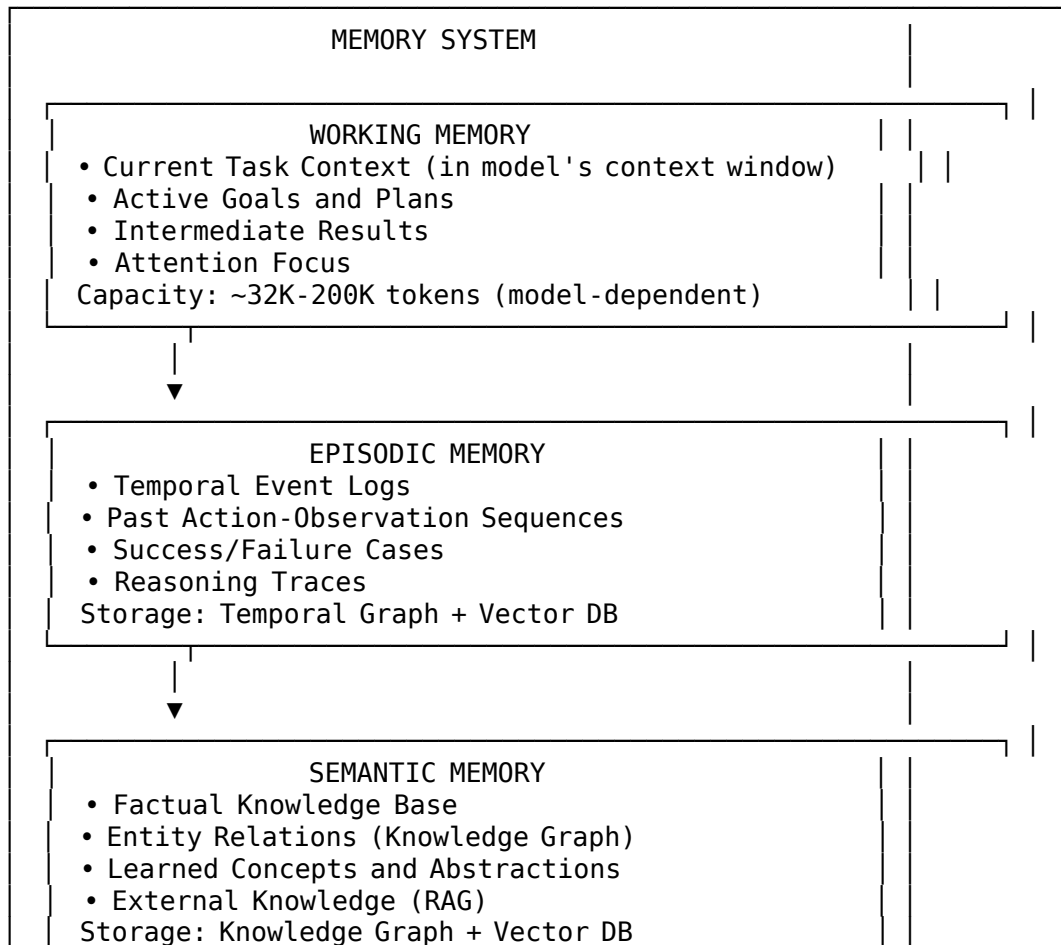 MEMORY SYSTEM
WORKING MEMORY
• Current Task Context (in model's context window)
• Active Goals and Plans
• Intermediate Results
• Attention Focus
Capacity: ~32K-200K tokens (model-dependent)
▼
EPISODIC MEMORY
• Temporal Event Logs
• Past Action-Observation Sequences
• Success/Failure Cases
• Reasoning Traces
Storage: Temporal Graph + Vector DB
▼
SEMANTIC MEMORY
• Factual Knowledge Base
• Entity Relations (Knowledge Graph)
• Learned Concepts and Abstractions
• External Knowledge (RAG)
Storage: Knowledge Graph + Vector DB